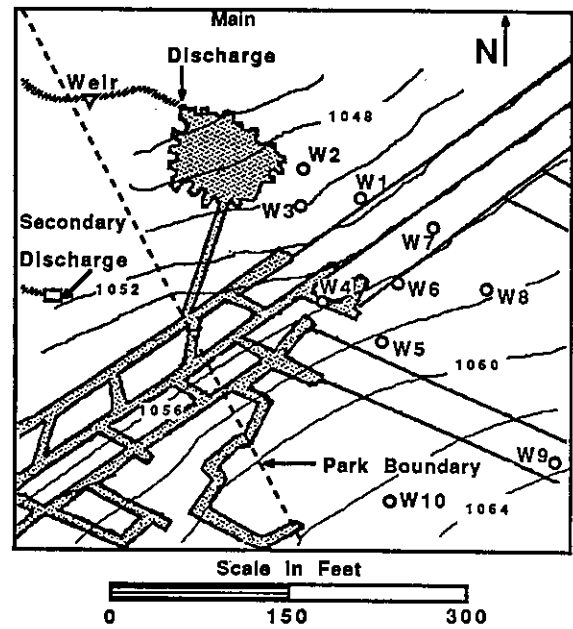 Main
Discharge
N
Weir
1048
W2
W1
W3
Secondary
Discharge
W7
1052
W4
W6
W8
W5
1060
1056
Park Boundary
W9
W10
1064
Scale in Feet
0 150 300